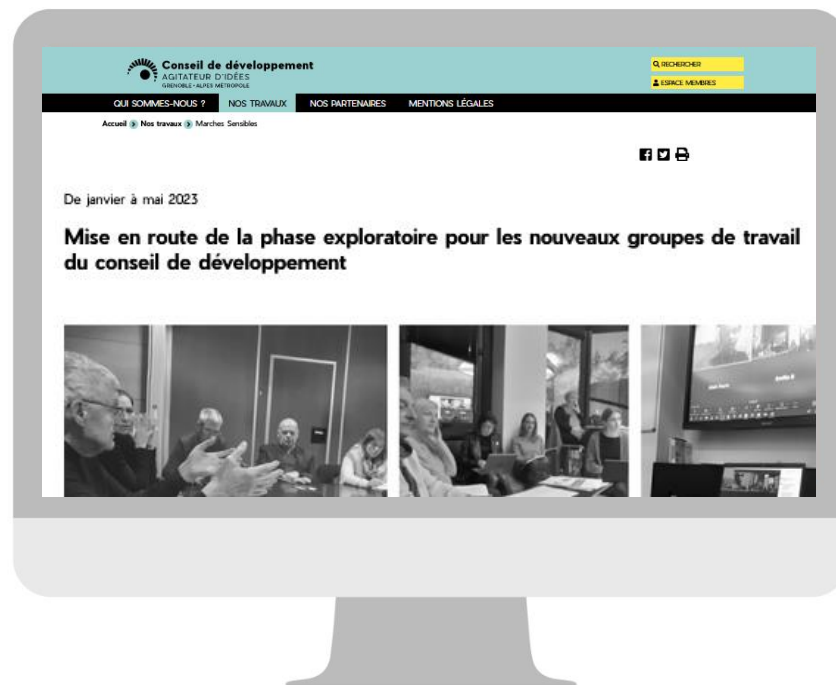 Conseil de développement
AGITATEUR D'IDÉES
GRENOBLE-ALPES MÉTROPOLE
RECHERCHER
ESPACE MEMBRES
QUI SOMMES-NOUS ? NOS TRAVAUX NOS PARTENAIRES MENTIONS LÉGALES
Accueil Nos travaux Marches Sensibles
De janvier à mai 2023
Mise en route de la phase exploratoire pour les nouveaux groupes de travail
du conseil de développement